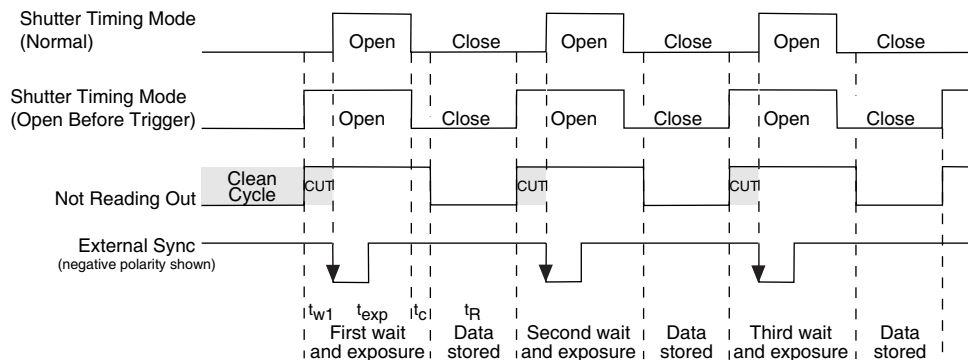 Shutter Timing Mode
(Normal)
Open Close Open Close Open Close
Shutter Timing Mode
(Open Before Trigger)
Open Close Open Close Open Close
Clean
Cycle
CUT CUT CUT
Not Reading Out
External Sync
(negative polarity shown)
tw1 texp tc tR
First wait Data Second wait Data Third wait Data
and exposure stored and exposure stored and exposure stored